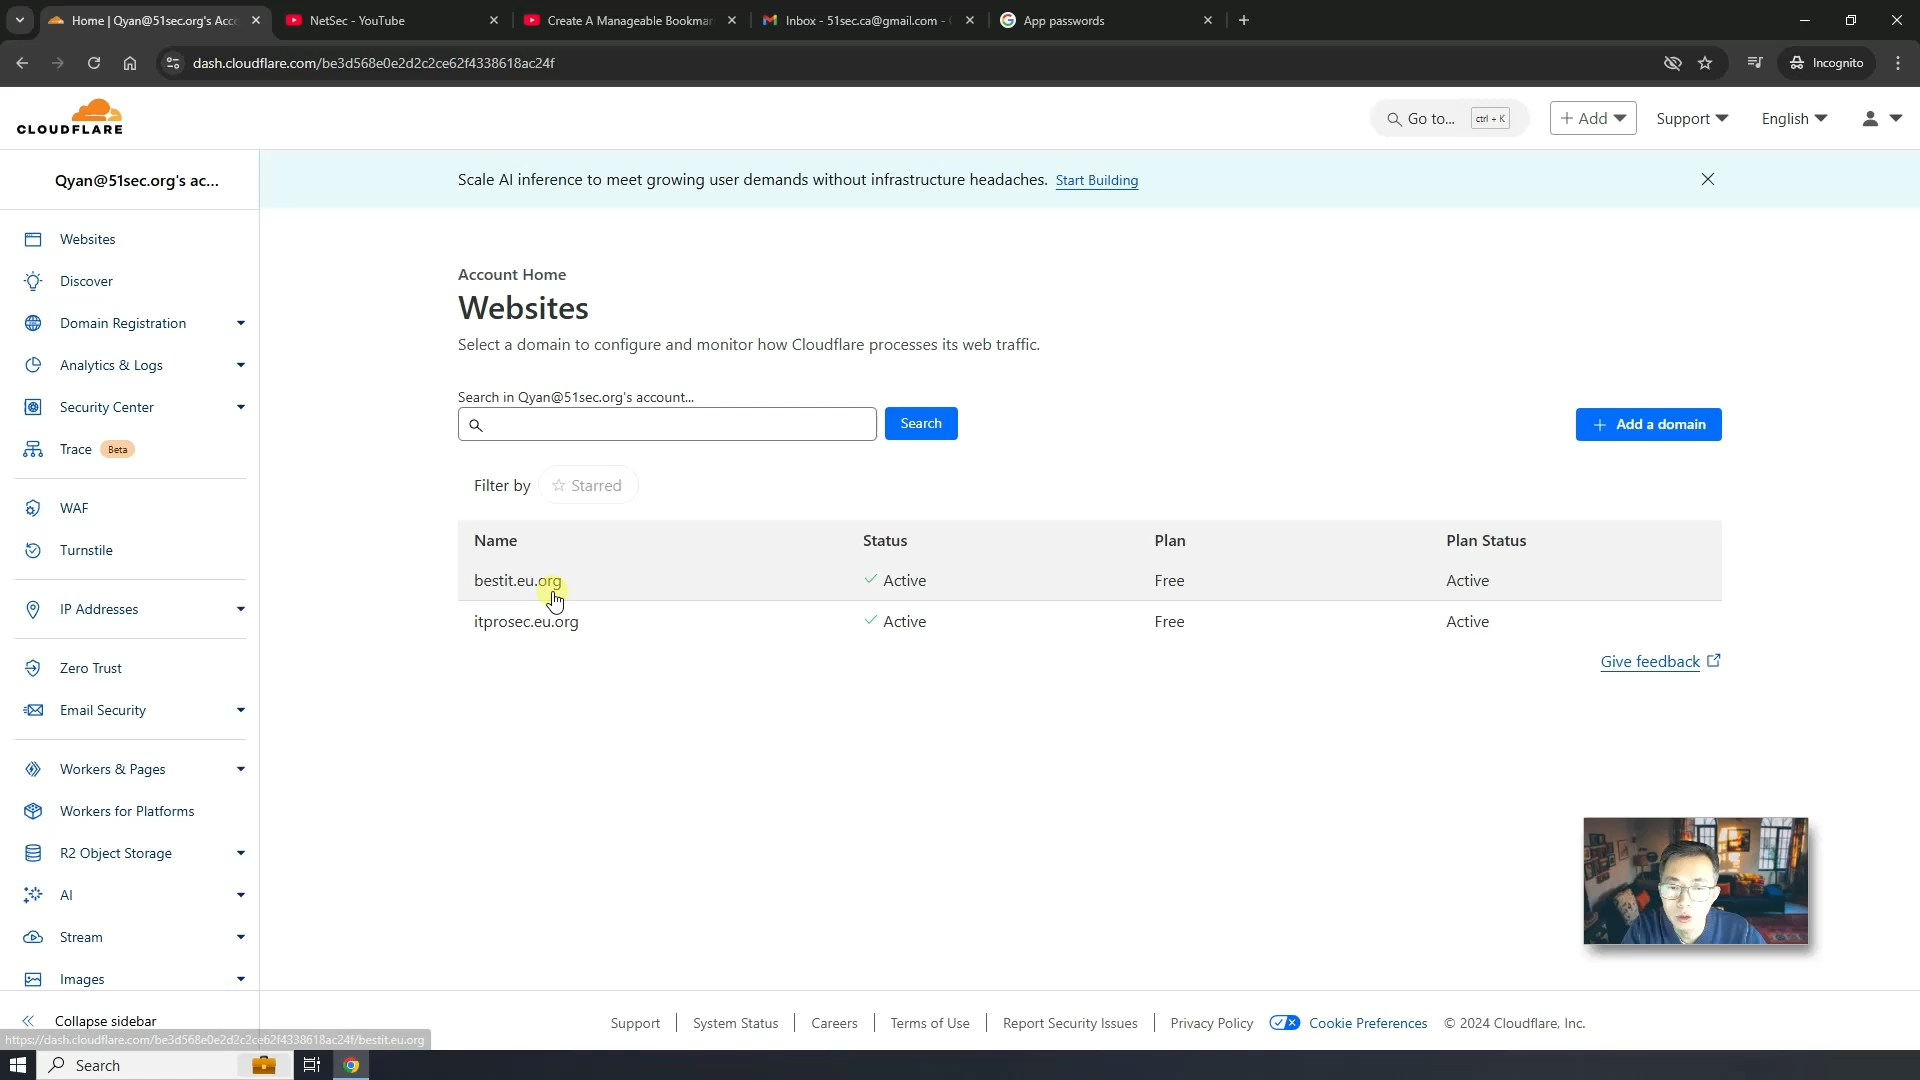 Home | Qyan@51sec.org's Acc
NetSec - YouTube
Create A Manageable Bookmar
Inbox - 51sec.ca@gmail.com -
App passwords
dash.cloudflare.com/be3d568e0e2d2c2ce62f4338618ac24f
Incognito
CLOUDFLARE
Go to... ctrl + K
+ Add
Support
English
Qyan@51sec.org's ac...
Scale AI inference to meet growing user demands without infrastructure headaches. Start Building
Websites
Discover
Domain Registration
Analytics & Logs
Security Center
Trace Beta
WAF
Turnstile
IP Addresses
Zero Trust
Email Security
Workers & Pages
Workers for Platforms
R2 Object Storage
AI
Stream
Images
Collapse sidebar
Account Home
Websites
Select a domain to configure and monitor how Cloudflare processes its web traffic.
Search in Qyan@51sec.org's account...
Search
+ Add a domain
Filter by Starred
Name Status Plan Plan Status
bestit.eu.org Active Free Active
itprosec.eu.org Active Free Active
Give feedback
Support System Status Careers Terms of Use Report Security Issues Privacy Policy Cookie Preferences © 2024 Cloudflare, Inc.
https://dash.cloudflare.com/be3d568e0e2d2c2ce62f4338618ac24f/bestit.eu.org
Search